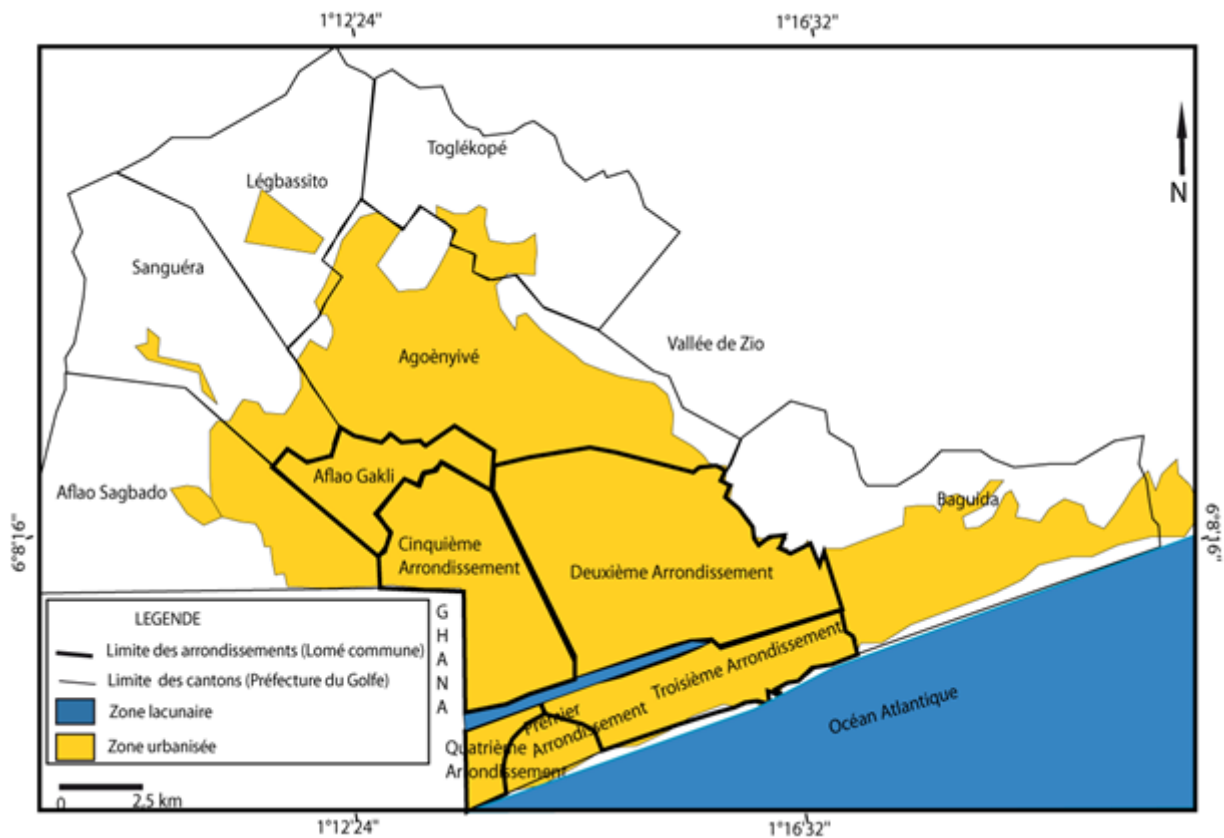 1°12'24"
1°16'32"
Toglékopé
Légbassito
N
Sanguéra
Agoènyivé
Vallée de Zio
Aflao Gakli
Aflao Sagbado
Baguida
6°8'16"
6°8'16"
Cinquième
Arrondissement
Deuxième Arrondissement
GHANA
LEGENDE
Limite des arrondissements (Lomé commune)
Limite des cantons (Préfecture du Golfe)
Zone lacunaire
Zone urbanisée
Troisième Arrondissement
Premier
Arrondissement
Quatrième
Arrondissement
Océan Atlantique
0 2,5 km
1°12'24"
1°16'32"